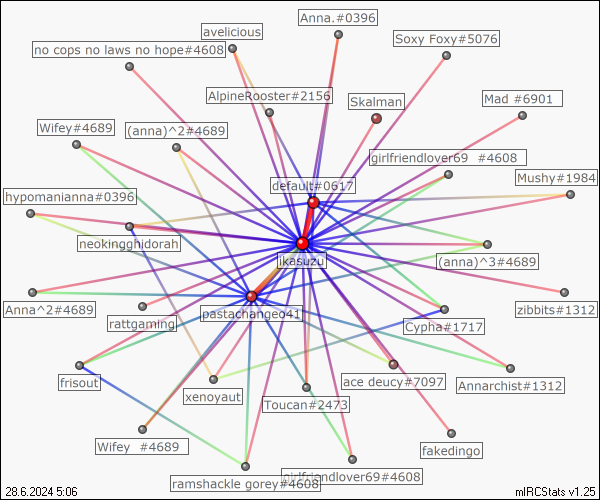 Anna.#0396
avelicious
Soxy Foxy#5076
no cops no laws no hope#4608
AlpineRooster#2156
Skalman
Mad #6901
Wifey#4689
(anna)^2#4689
girlfriendlover69 #4608
Mushy#1984
default#0617
hypomanianna#0396
neokingghidorah
ikasuzu
(anna)^3#4689
Anna^2#4689
rattgaming
pastachangeo41
Cypha#1717
zibbits#1312
frisout
xenoyaut
ace deucy#7097
Annarchist#1312
Toucan#2473
Wifey #4689
fakedingo
ramshackle gorey#4608
girlfriendlover69#4608
28.6.2024 5:06
mIRCStats v1.25